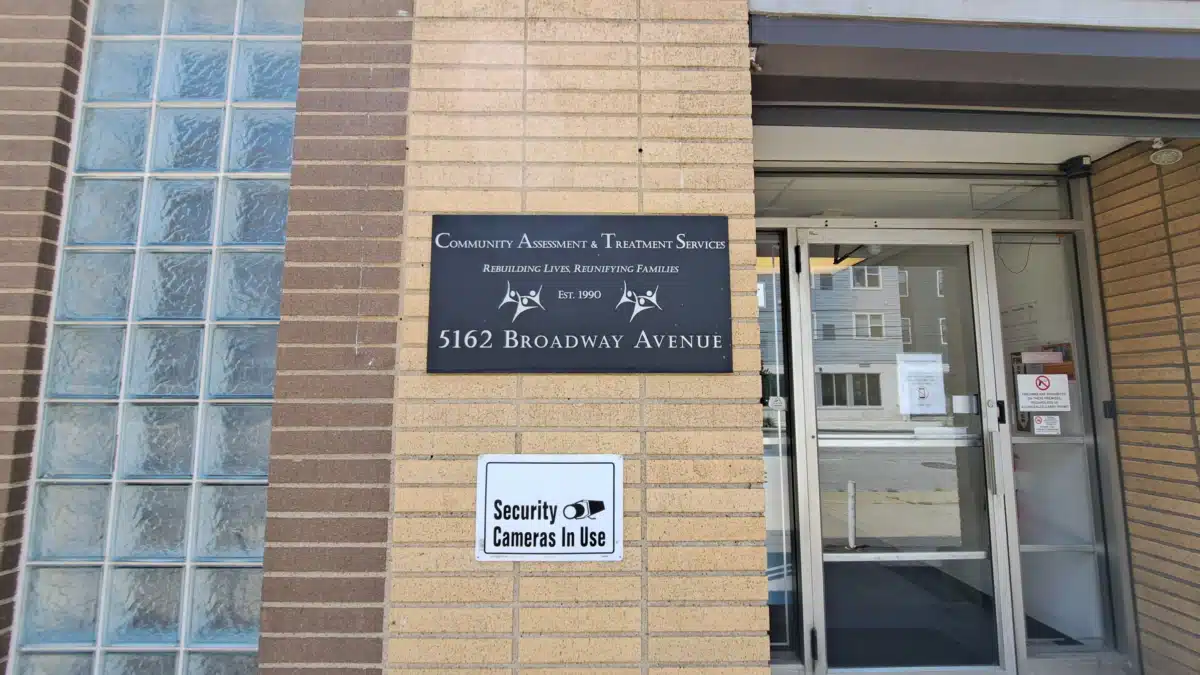 Community Assessment & Treatment Services
Rebuilding Lives, Reunifying Families
Est. 1990
5162 Broadway Avenue
Security
Cameras In Use